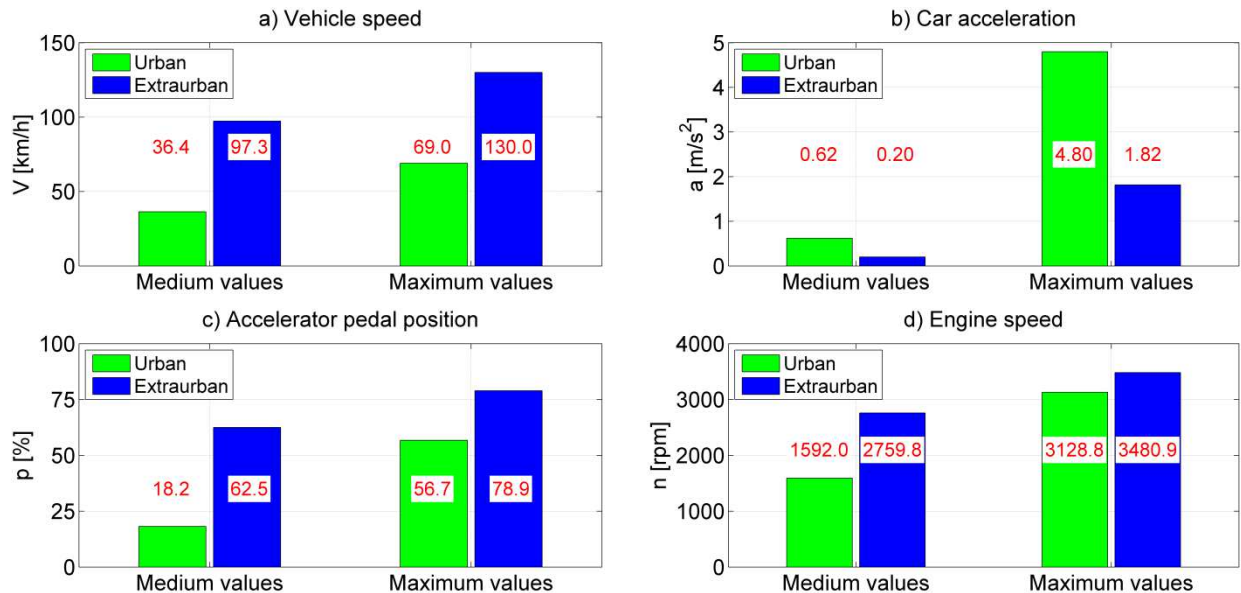 a) Vehicle speed
150
100
50
0
V [km/h]
Urban
Extraurban
36.4
97.3
69.0
130.0
Medium values
Maximum values
b) Car acceleration
5
4
3
2
1
0
a [m/s²]
Urban
Extraurban
0.62
0.20
4.80
1.82
Medium values
Maximum values
c) Accelerator pedal position
100
75
50
25
0
p [%]
Urban
Extraurban
18.2
62.5
56.7
78.9
Medium values
Maximum values
d) Engine speed
4000
3000
2000
1000
0
n [rpm]
Urban
Extraurban
1592.0
2759.8
3128.8
3480.9
Medium values
Maximum values